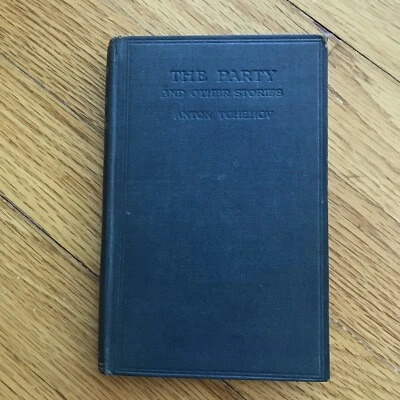 THE PARTY
AND OTHER STORIES
ANTON TCHEHOV